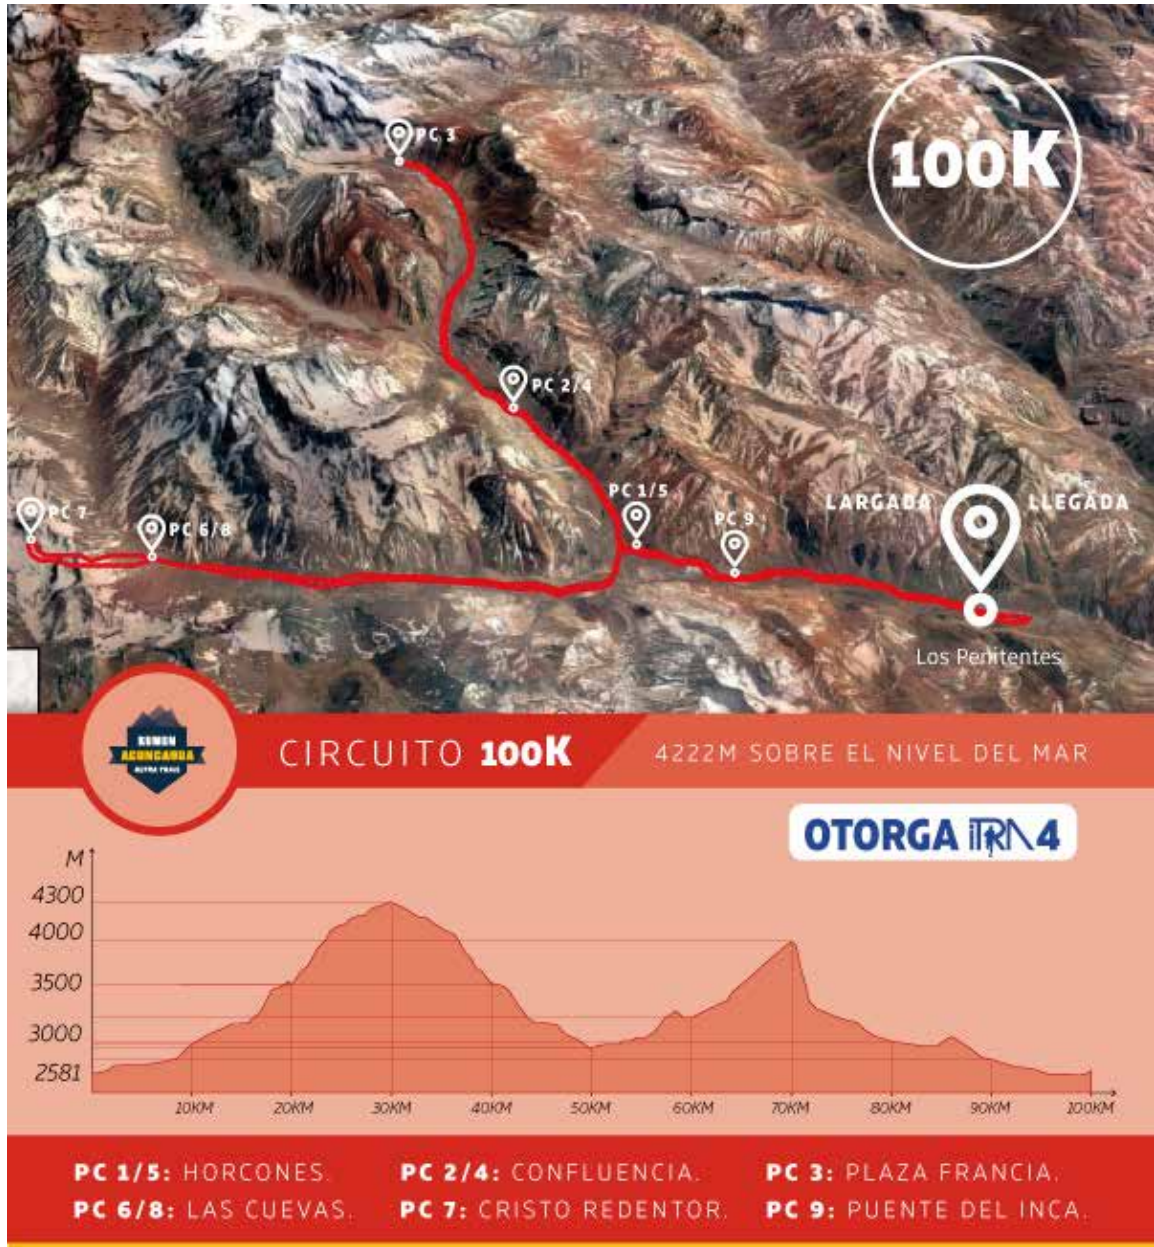 PC 3
100K
PC 2/4
PC 7
PC 6/8
PC 1/5
PC 9
LARGADA
LLEGADA
Los Penitentes
ACONCAGUA
ULTRA TRAIL
CIRCUITO 100K
4222M SOBRE EL NIVEL DEL MAR
OTORGA iTRA 4
M
4300
4000
3500
3000
2581
10KM 20KM 30KM 40KM 50KM 60KM 70KM 80KM 90KM 100KM
PC 1/5: HORCONES. PC 2/4: CONFLUENCIA. PC 3: PLAZA FRANCIA.
PC 6/8: LAS CUEVAS. PC 7: CRISTO REDENTOR. PC 9: PUENTE DEL INCA.